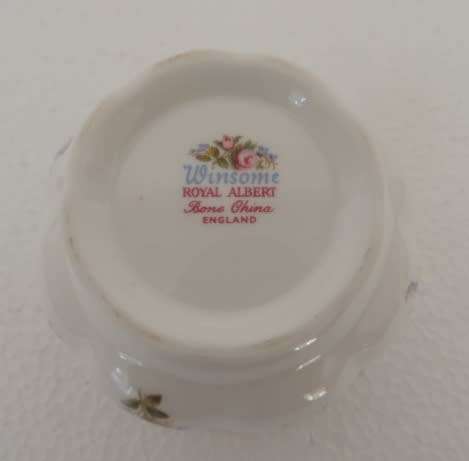 Winsome
ROYAL ALBERT
Bone China
ENGLAND